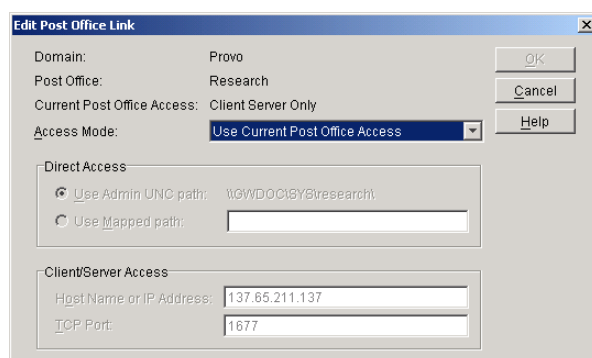 Edit Post Office Link
Domain: Provo
OK
Post Office: Research
Cancel
Current Post Office Access: Client Server Only
Access Mode: Use Current Post Office Access
Help
Direct Access
Use Admin UNC path: \\GWDOC\SYS\research\
Use Mapped path:
Client/Server Access
Host Name or IP Address: 137.65.211.137
TCP Port: 1677